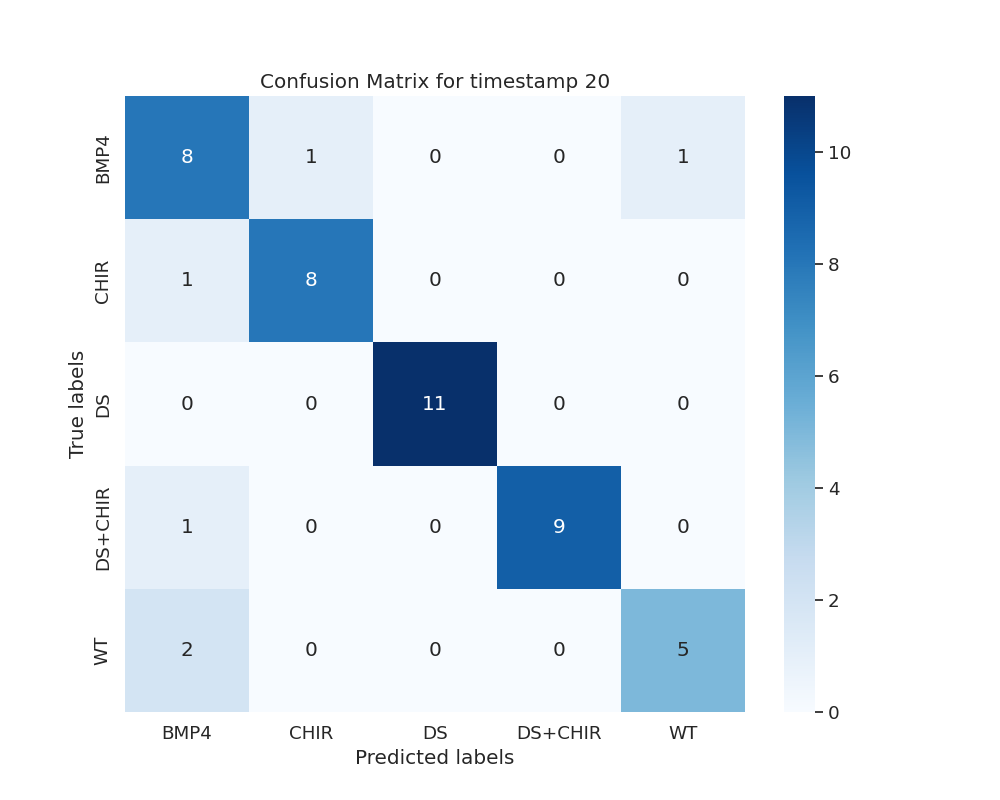 Confusion Matrix for timestamp 20
True labels
BMP4 8 1 0 0 1
CHIR 1 8 0 0 0
DS 0 0 11 0 0
DS+CHIR 1 0 0 9 0
WT 2 0 0 0 5
BMP4 CHIR DS DS+CHIR WT
Predicted labels
10
8
6
4
2
0